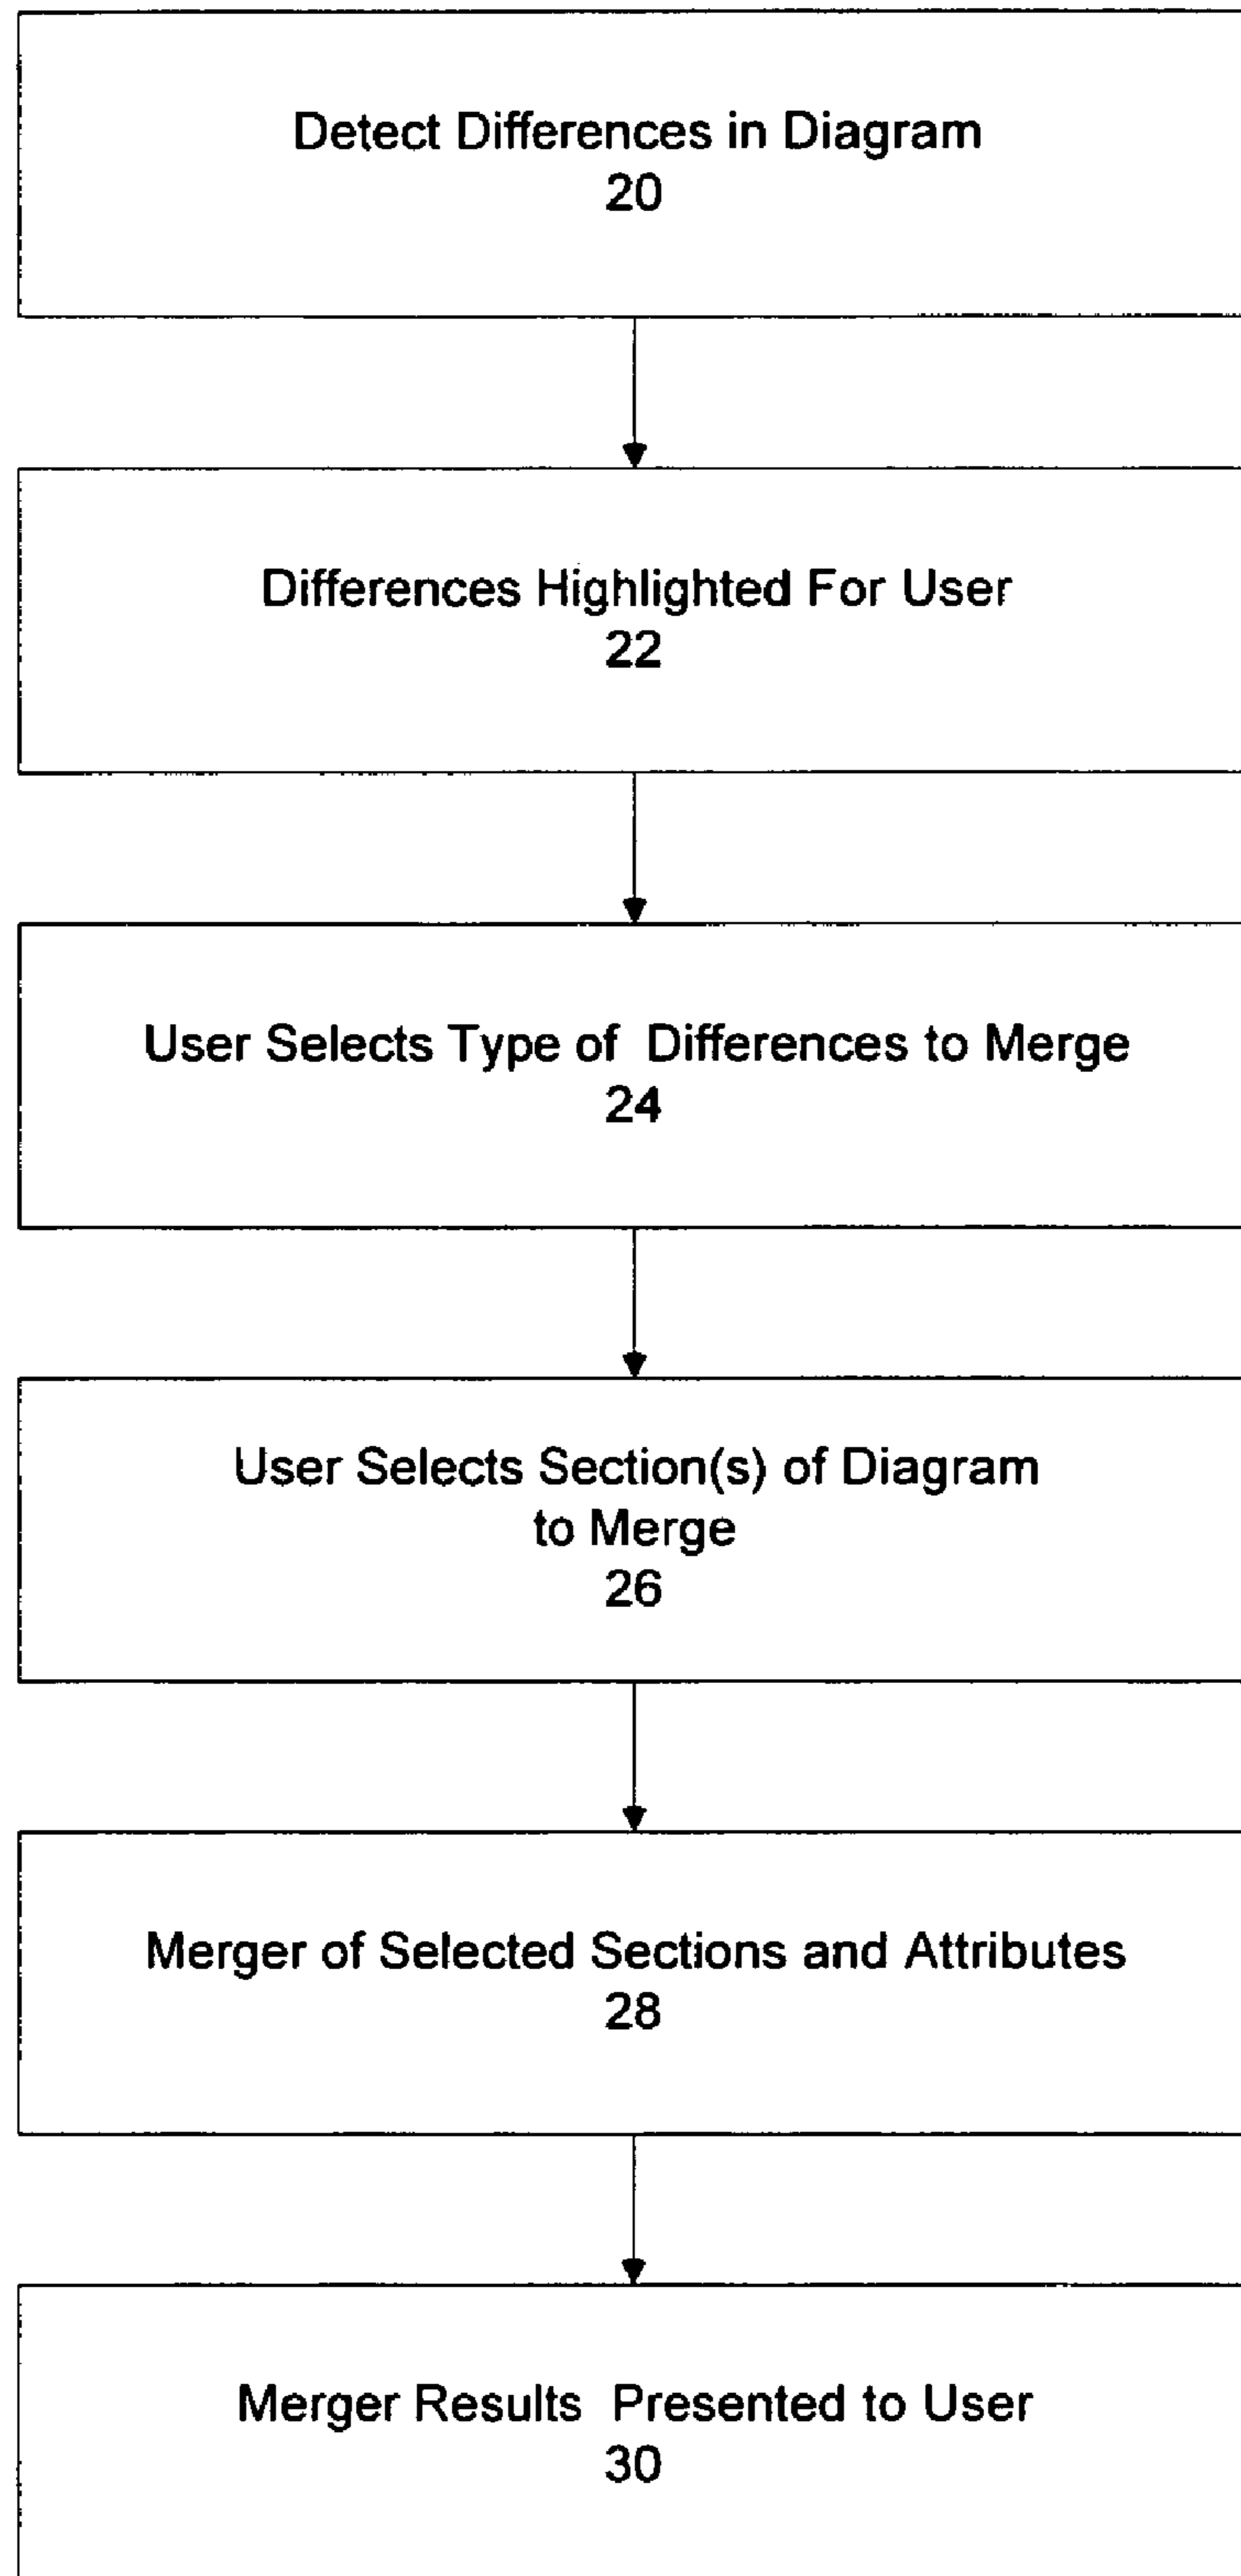 Detect Differences in Diagram
20
Differences Highlighted For User
22
User Selects Type of Differences to Merge
24
User Selects Section(s) of Diagram
to Merge
26
Merger of Selected Sections and Attributes
28
Merger Results Presented to User
30